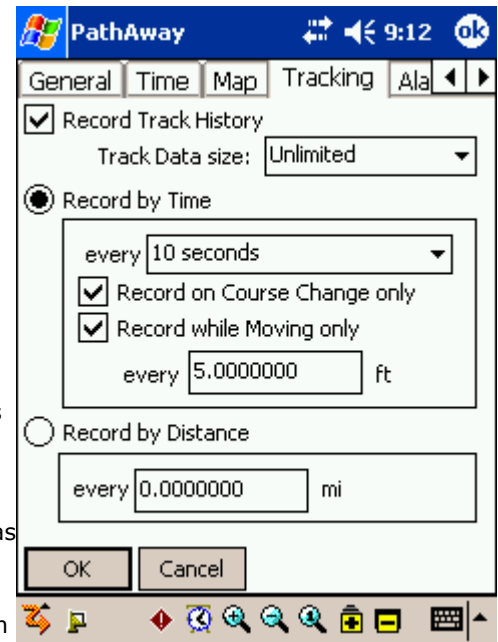 PathAway 9:12 ok
General Time Map Tracking Ala
Record Track History
Track Data size: Unlimited
Record by Time
every 10 seconds
Record on Course Change only
Record while Moving only
every 5.0000000 ft
s
Record by Distance
every 0.0000000 mi
as
OK Cancel
n